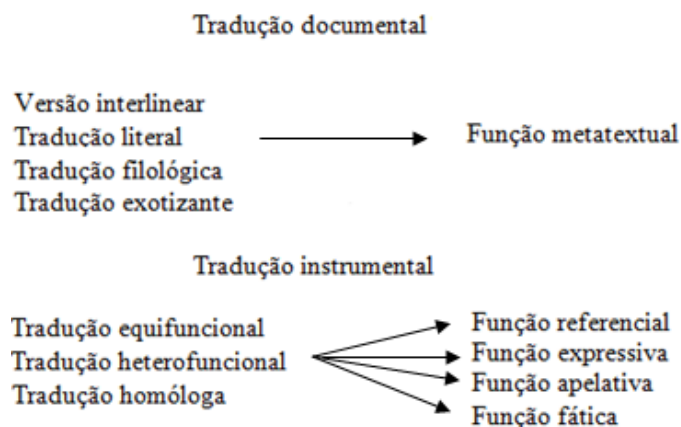 Tradução documental
Versão interlinear
Tradução literal
Tradução filológica
Tradução exotizante
Função metatextual
Tradução instrumental
Tradução equifuncional
Tradução heterofuncional
Tradução homóloga
Função referencial
Função expressiva
Função apelativa
Função fática